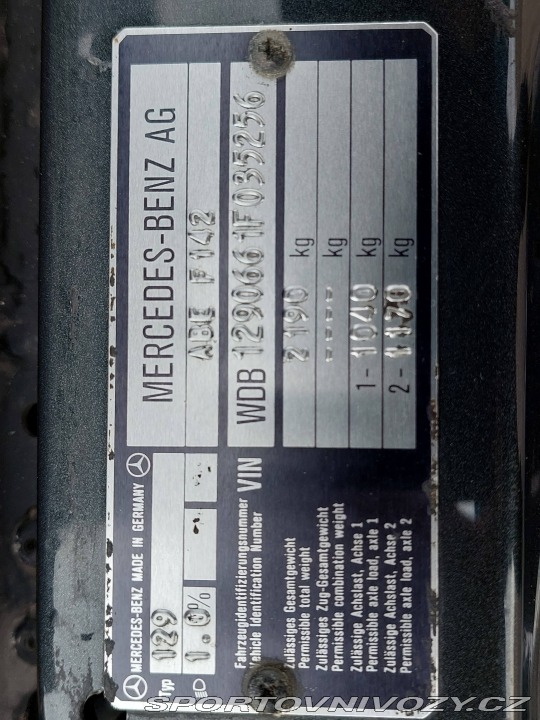 MERCEDES-BENZ MADE IN GERMANY
MERCEDES-BENZ AG
Typ 129
1.0%
ABE F142
Fahrzeugidentifizierungsnummer
Vehicle Identification Number VIN
WDB 1290661F035256
Zulässiges Gesamtgewicht
Permissible total weight
2190 kg
Zulässiges Zug-Gesamtgewicht
Permissible combination weight
kg
Zulässige Achslast, Achse 1
Permissible axle load, axle 1
1-1040 kg
Zulässige Achslast, Achse 2
Permissible axle load, axle 2
2-1170 kg
SPORTOVNIVOZY.CZ